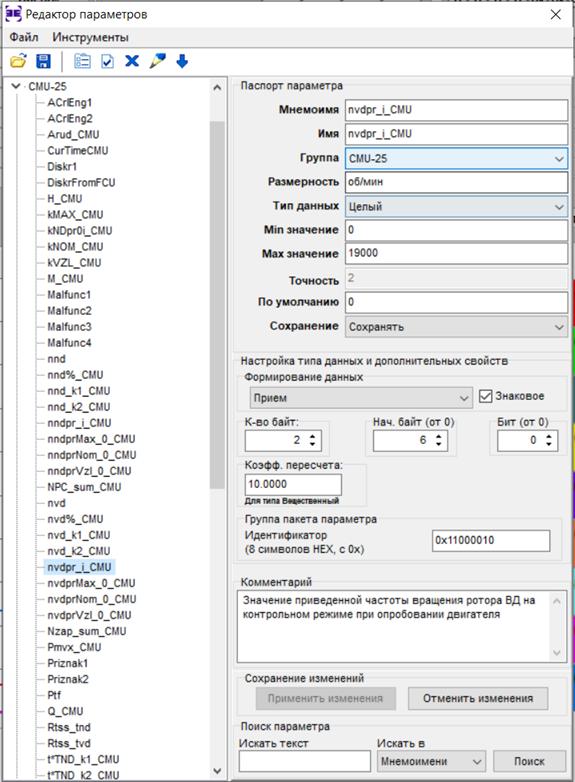 Редактор параметров
Файл Инструменты
CMU-25
ACrlEng1
ACrlEng2
Arud_CMU
CurTimeCMU
Diskr1
DiskrFromFCU
H_CMU
kMAX_CMU
kNDpr0i_CMU
kNOM_CMU
kVZL_CMU
M_CMU
Malfunc1
Malfunc2
Malfunc3
Malfunc4
nnd
nnd%_CMU
nnd_k1_CMU
nnd_k2_CMU
nndpr_i_CMU
nndprMax_0_CMU
nndprNom_0_CMU
nndprVzl_0_CMU
NPC_sum_CMU
nvd
nvd%_CMU
nvd_k1_CMU
nvd_k2_CMU
nvdpr_i_CMU
nvdprMax_0_CMU
nvdprNom_0_CMU
nvdprVzl_0_CMU
Nzap_sum_CMU
Pmvx_CMU
Priznak1
Priznak2
Ptf
Q_CMU
Rtss_tnd
Rtss_tvd
t*TND_k1_CMU
t*TND_k2_CMU
Паспорт параметра
Мнемоимя nvdpr_i_CMU
Имя nvdpr_i_CMU
Группа CMU-25
Размерность об/мин
Тип данных Целый
Min значение 0
Max значение 19000
Точность 2
По умолчанию 0
Сохранение Сохранять
Настройка типа данных и дополнительных свойств
Формирование данных
Прием Знаковое
К-во байт: Нач. байт (от 0) Бит (от 0)
2 6 0
Коэфф. пересчета:
10.0000
Для типа Вещественный
Группа пакета параметра
Идентификатор
(8 символов HEX, с 0x) 0x11000010
Комментарий
Значение приведенной частоты вращения ротора ВД на
контрольном режиме при опробовании двигателя
Сохранение изменений
Применить изменения Отменить изменения
Поиск параметра
Искать текст Искать в
Мнемоимени Поиск